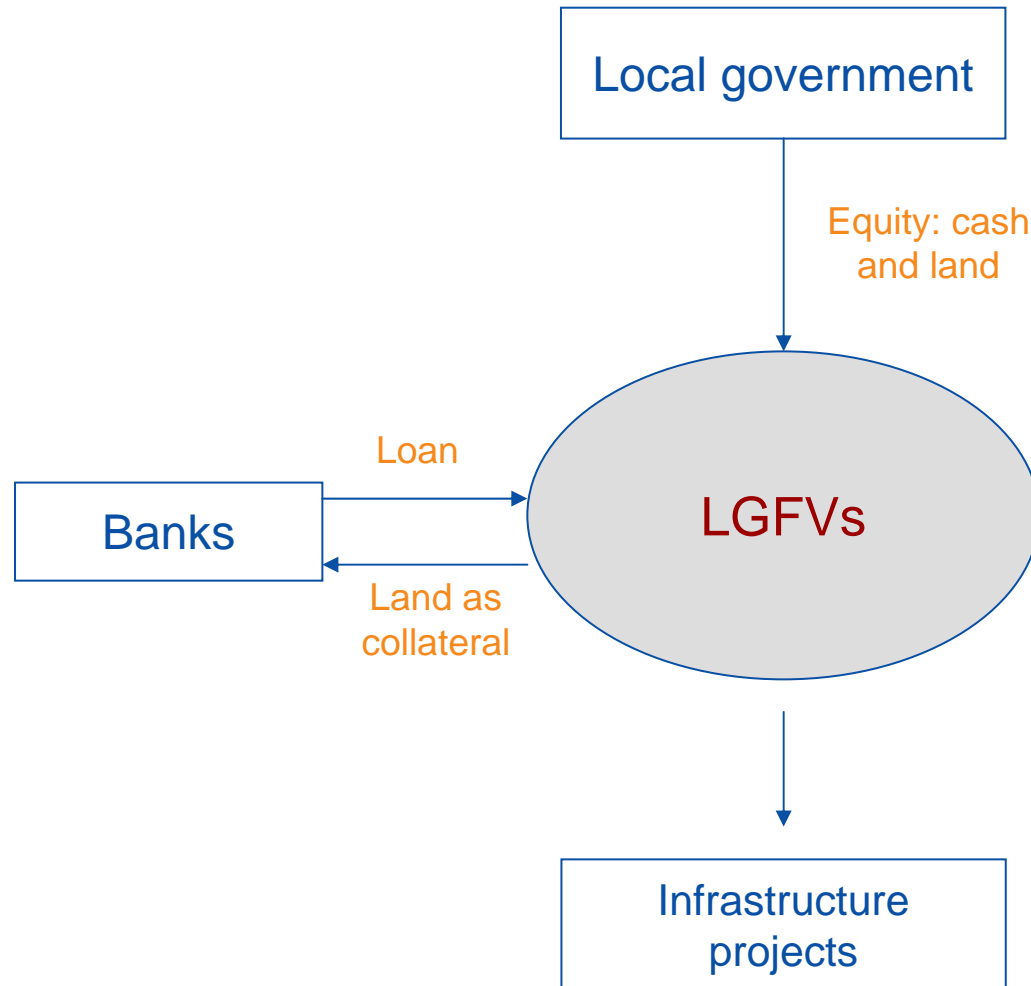 Local government
Equity: cash
and land
Loan
Banks
LGFVs
Land as
collateral
Infrastructure
projects